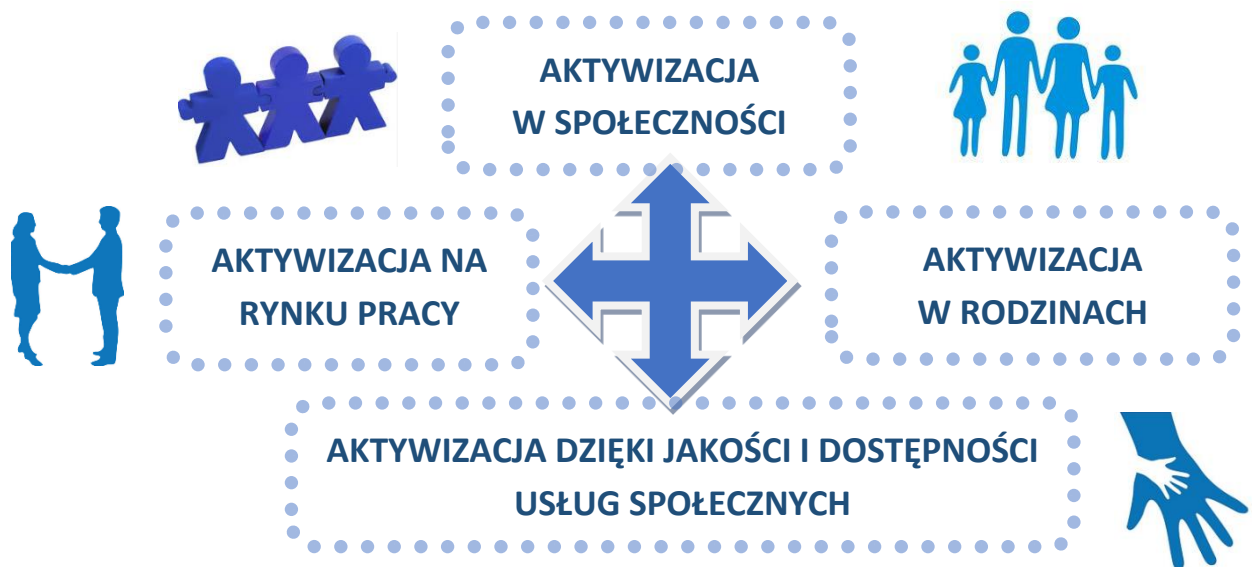 AKTYWIZACJA
W SPOŁECZNOŚCI
AKTYWIZACJA NA
RYNKU PRACY
AKTYWIZACJA
W RODZINACH
AKTYWIZACJA DZIĘKI JAKOŚCI I DOSTĘPNOŚCI
USŁUG SPOŁECZNYCH